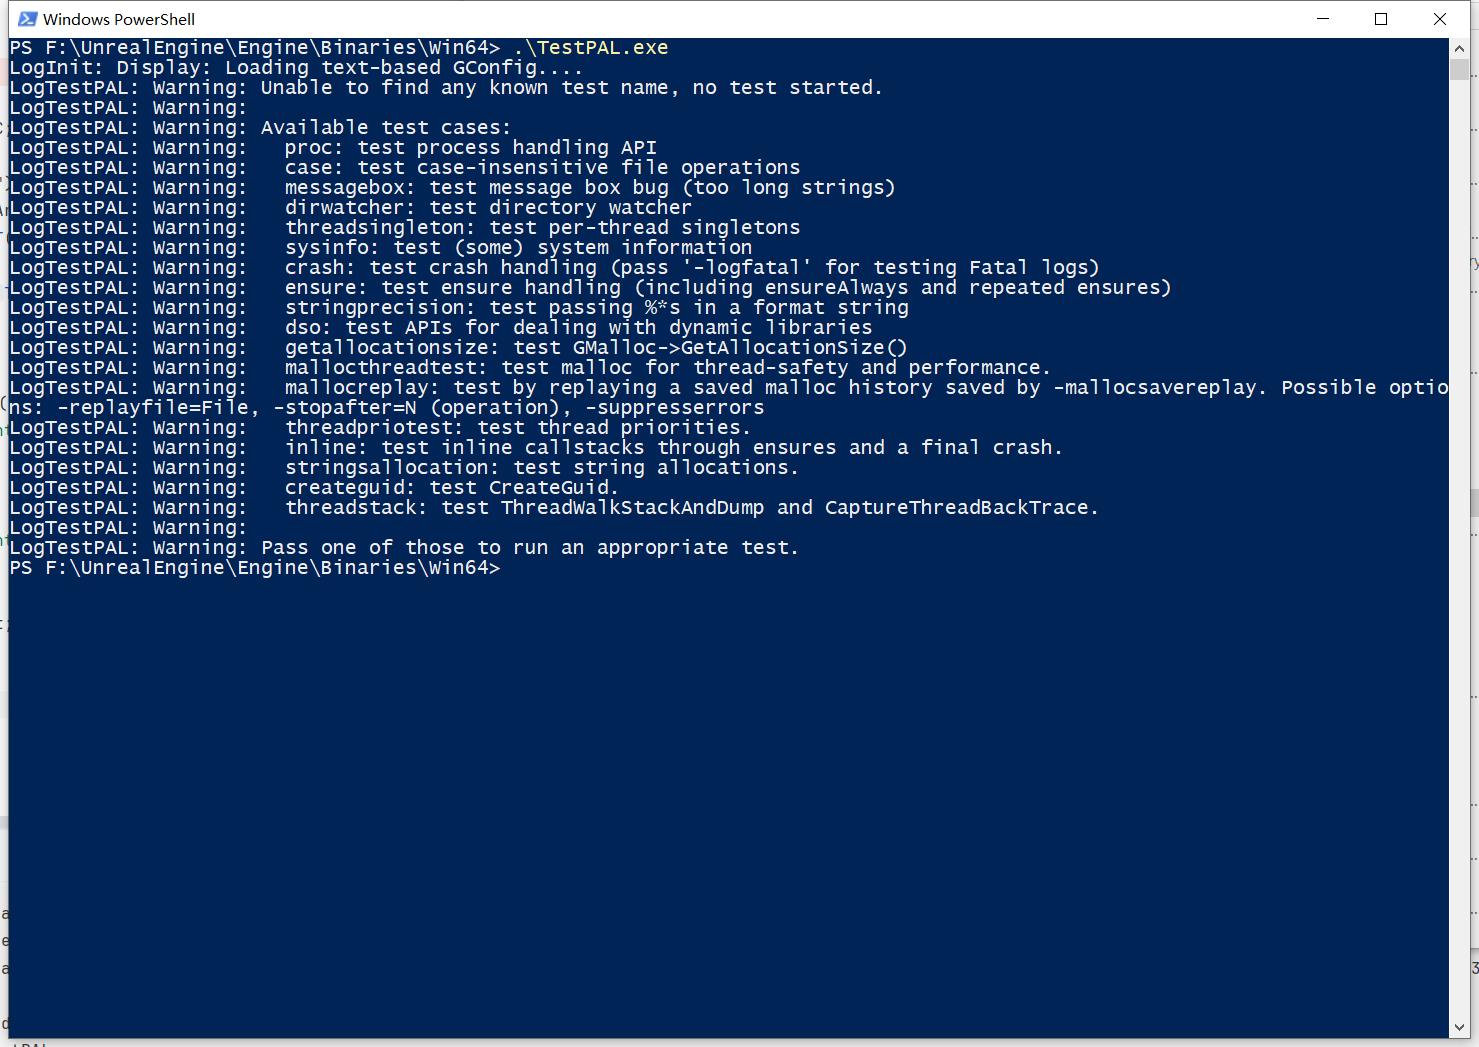 Windows PowerShell
PS F:\UnrealEngine\Engine\Binaries\Win64> .\TestPAL.exe
LogInit: Display: Loading text-based GConfig....
LogTestPAL: Warning: Unable to find any known test name, no test started.
LogTestPAL: Warning:
LogTestPAL: Warning: Available test cases:
LogTestPAL: Warning:   proc: test process handling API
LogTestPAL: Warning:   case: test case-insensitive file operations
LogTestPAL: Warning:   messagebox: test message box bug (too long strings)
LogTestPAL: Warning:   dirwatcher: test directory watcher
LogTestPAL: Warning:   threadsingleton: test per-thread singletons
LogTestPAL: Warning:   sysinfo: test (some) system information
LogTestPAL: Warning:   crash: test crash handling (pass '-logfatal' for testing Fatal logs)
LogTestPAL: Warning:   ensure: test ensure handling (including ensureAlways and repeated ensures)
LogTestPAL: Warning:   stringprecision: test passing %*s in a format string
LogTestPAL: Warning:   dso: test APIs for dealing with dynamic libraries
LogTestPAL: Warning:   getallocationsize: test GMalloc->GetAllocationSize()
LogTestPAL: Warning:   mallocthreadtest: test malloc for thread-safety and performance.
LogTestPAL: Warning:   mallocreplay: test by replaying a saved malloc history saved by -mallocsavereplay. Possible optio
ns: -replayfile=File, -stopafter=N (operation), -suppresserrors
LogTestPAL: Warning:   threadpriotest: test thread priorities.
LogTestPAL: Warning:   inline: test inline callstacks through ensures and a final crash.
LogTestPAL: Warning:   stringsallocation: test string allocations.
LogTestPAL: Warning:   createguid: test CreateGuid.
LogTestPAL: Warning:   threadstack: test ThreadWalkStackAndDump and CaptureThreadBackTrace.
LogTestPAL: Warning:
LogTestPAL: Warning: Pass one of those to run an appropriate test.
PS F:\UnrealEngine\Engine\Binaries\Win64>